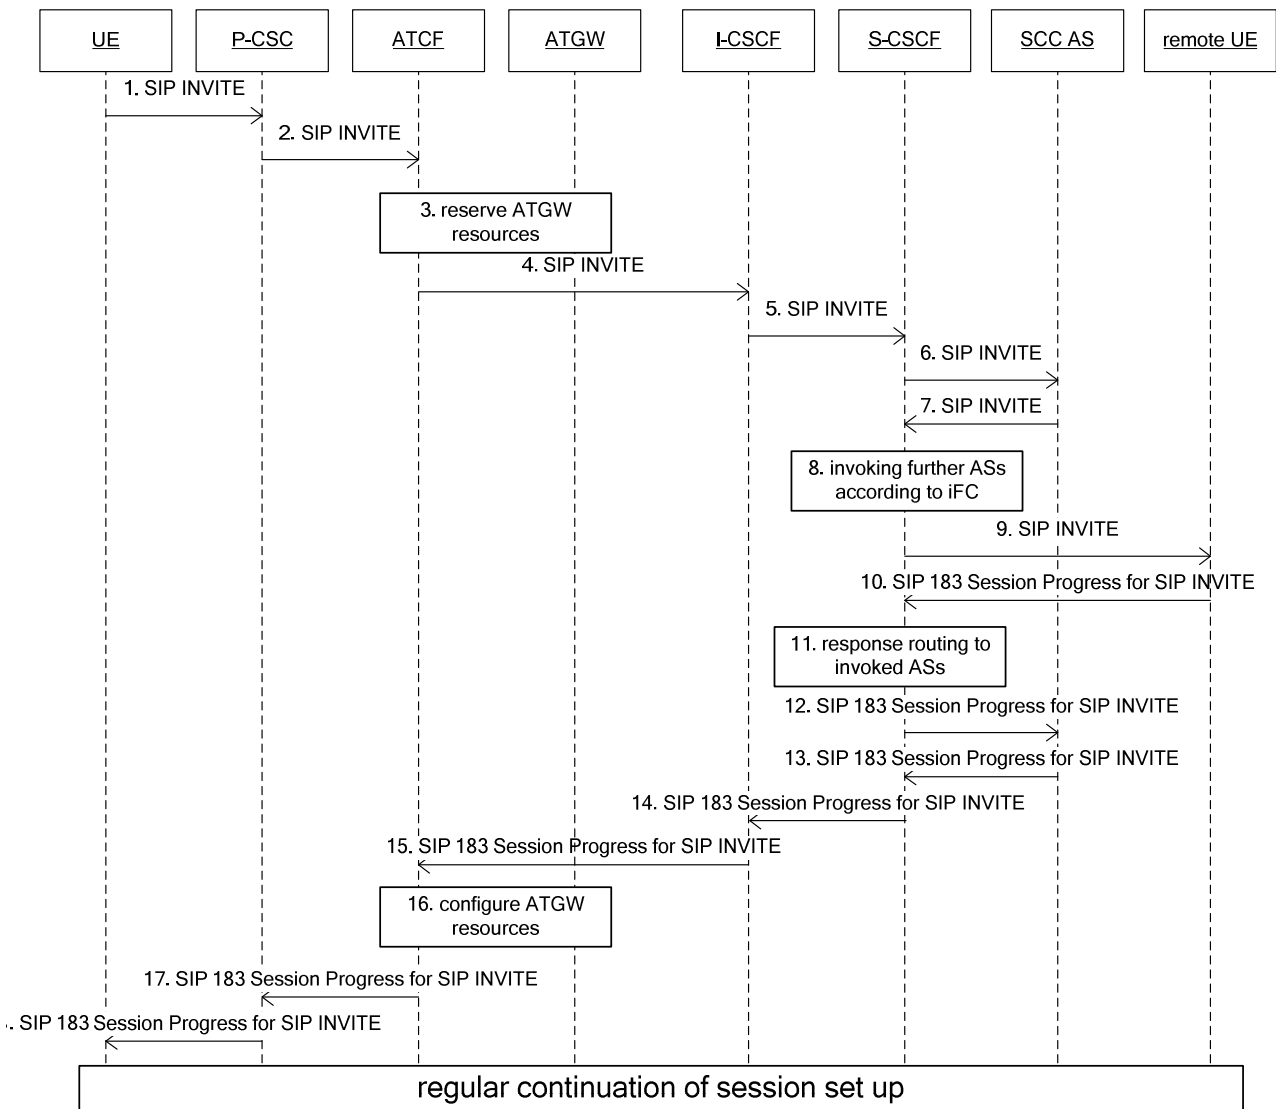 UE
P-CSC
ATCF
ATGW
I-CSCF
S-CSCF
SCC AS
remote UE
1. SIP INVITE
2. SIP INVITE
3. reserve ATGW
resources
4. SIP INVITE
5. SIP INVITE
6. SIP INVITE
7. SIP INVITE
8. invoking further ASs
according to iFC
9. SIP INVITE
10. SIP 183 Session Progress for SIP INVITE
11. response routing to
invoked ASs
12. SIP 183 Session Progress for SIP INVITE
13. SIP 183 Session Progress for SIP INVITE
14. SIP 183 Session Progress for SIP INVITE
15. SIP 183 Session Progress for SIP INVITE
16. configure ATGW
resources
17. SIP 183 Session Progress for SIP INVITE
. SIP 183 Session Progress for SIP INVITE
regular continuation of session set up